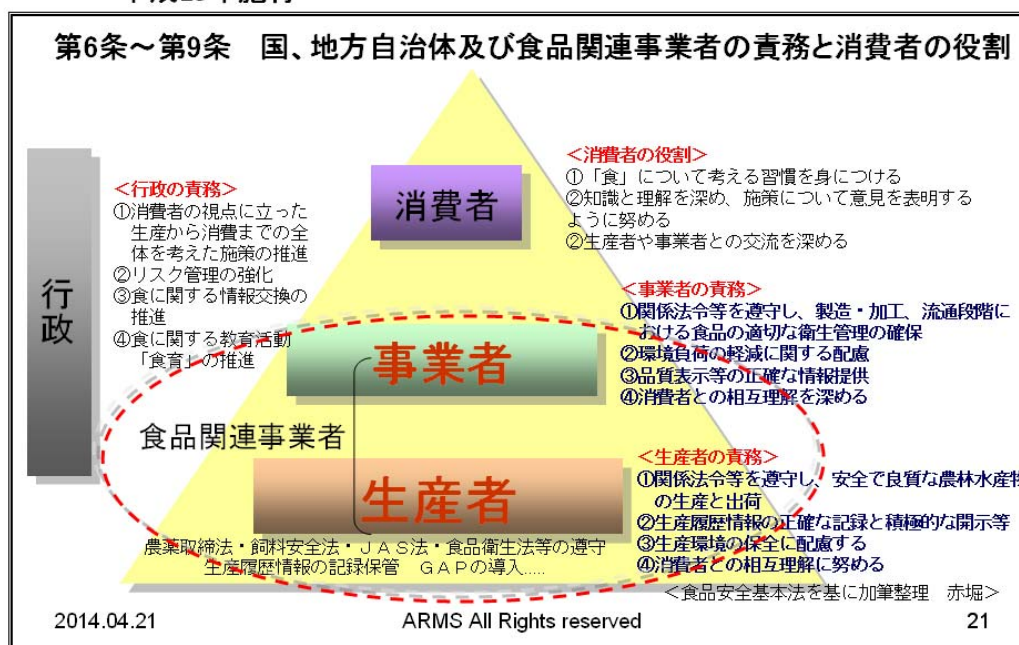 第6条～第9条　国、地方自治体及び食品関連事業者の責務と消費者の役割
行政
＜行政の責務＞
①消費者の視点に立った
生産から消費までの全
体を考えた施策の推進
②リスク管理の強化
③食に関する情報交換の
推進
④食に関する教育活動
「食育」の推進
消費者
＜消費者の役割＞
①「食」について考える習慣を身につける
②知識と理解を深め、施策について意見を表明する
ように努める
②生産者や事業者との交流を深める
事業者
＜事業者の責務＞
①関係法令等を遵守し、製造・加工、流通段階に
おける食品の適切な衛生管理の確保
②環境負荷の軽減に関する配慮
③品質表示等の正確な情報提供
④消費者との相互理解を深める
食品関連事業者
生産者
＜生産者の責務＞
①関係法令等を遵守し、安全で良質な農林水産物
の生産と出荷
②生産履歴情報の正確な記録と積極的な開示等
③生産環境の保全に配慮する
④消費者との相互理解に努める
農薬取締法・飼料安全法・ＪＡＳ法・食品衛生法等の遵守
生産履歴情報の記録保管　ＧＡＰの導入.....
＜食品安全基本法を基に加筆整理　赤堀＞
2014.04.21
ARMS All Rights reserved
21